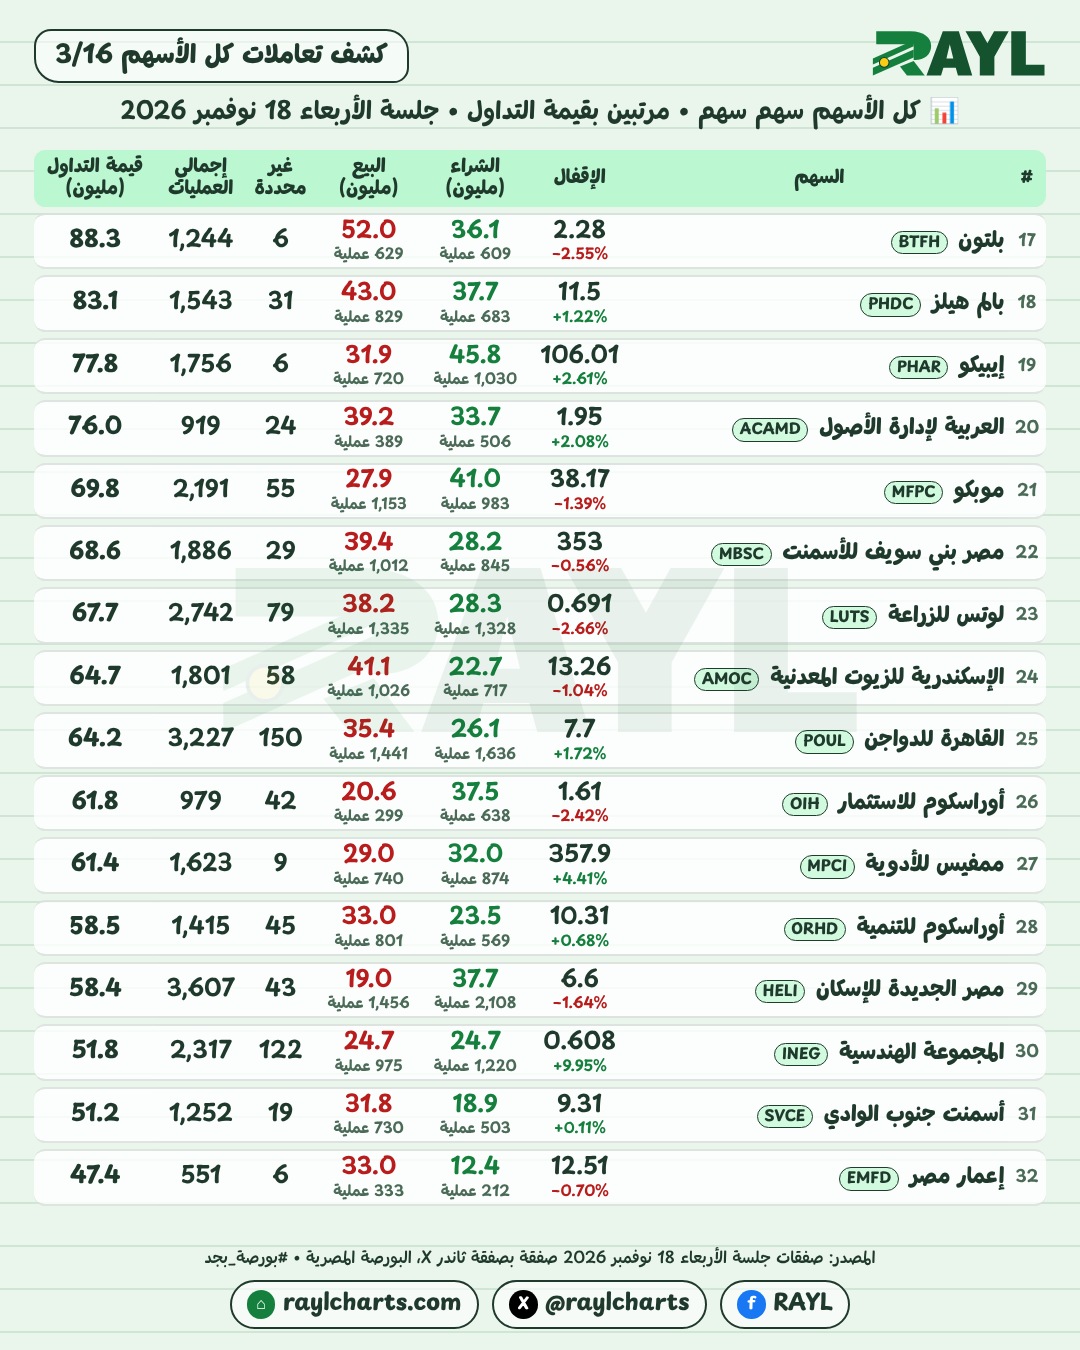 RAYL
كشف تعاملات كل الأسهم 3/16
📊 كل الأسهم سهم سهم • مرتبين بقيمة التداول • جلسة الأربعاء 18 نوفمبر 2026
# السهم الإقفال الشراء (مليون) البيع (مليون) غير محددة إجمالي العمليات قيمة التداول (مليون)
17 بلتون BTFH 2.28 36.1 52.0 6 1,244 88.3
-2.55% 609 عملية 629 عملية
18 بالم هيلز PHDC 11.5 37.7 43.0 31 1,543 83.1
+1.22% 683 عملية 829 عملية
19 إيبيكو PHAR 106.01 45.8 31.9 6 1,756 77.8
+2.61% 1,030 عملية 720 عملية
20 العربية لإدارة الأصول ACAMD 1.95 33.7 39.2 24 919 76.0
+2.08% 506 عملية 389 عملية
21 موبكو MFPC 38.17 41.0 27.9 55 2,191 69.8
-1.39% 983 عملية 1,153 عملية
22 مصر بني سويف للأسمنت MBSC 353 28.2 39.4 29 1,886 68.6
-0.56% 845 عملية 1,012 عملية
23 لوتس للزراعة LUTS 0.691 28.3 38.2 79 2,742 67.7
-2.66% 1,328 عملية 1,335 عملية
24 الإسكندرية للزيوت المعدنية AMOC 13.26 22.7 41.1 58 1,801 64.7
-1.04% 717 عملية 1,026 عملية
25 القاهرة للدواجن POUL 7.7 26.1 35.4 150 3,227 64.2
+1.72% 1,636 عملية 1,441 عملية
26 أوراسكوم للاستثمار OIH 1.61 37.5 20.6 42 979 61.8
-2.42% 638 عملية 299 عملية
27 ممفيس للأدوية MPCI 357.9 32.0 29.0 9 1,623 61.4
+4.41% 874 عملية 740 عملية
28 أوراسكوم للتنمية ORHD 10.31 23.5 33.0 45 1,415 58.5
+0.68% 569 عملية 801 عملية
29 مصر الجديدة للإسكان HELI 6.6 37.7 19.0 43 3,607 58.4
-1.64% 2,108 عملية 1,456 عملية
30 المجموعة الهندسية INEG 0.608 24.7 24.7 122 2,317 51.8
+9.95% 1,220 عملية 975 عملية
31 أسمنت جنوب الوادي SVCE 9.31 18.9 31.8 19 1,252 51.2
+0.11% 503 عملية 730 عملية
32 إعمار مصر EMFD 12.51 12.4 33.0 6 551 47.4
-0.70% 212 عملية 333 عملية
المصدر: صفقات جلسة الأربعاء 18 نوفمبر 2026 صفقة بصفقة ثاندر X، البورصة المصرية • #بورصة_بجد
raylcharts.com @raylcharts RAYL